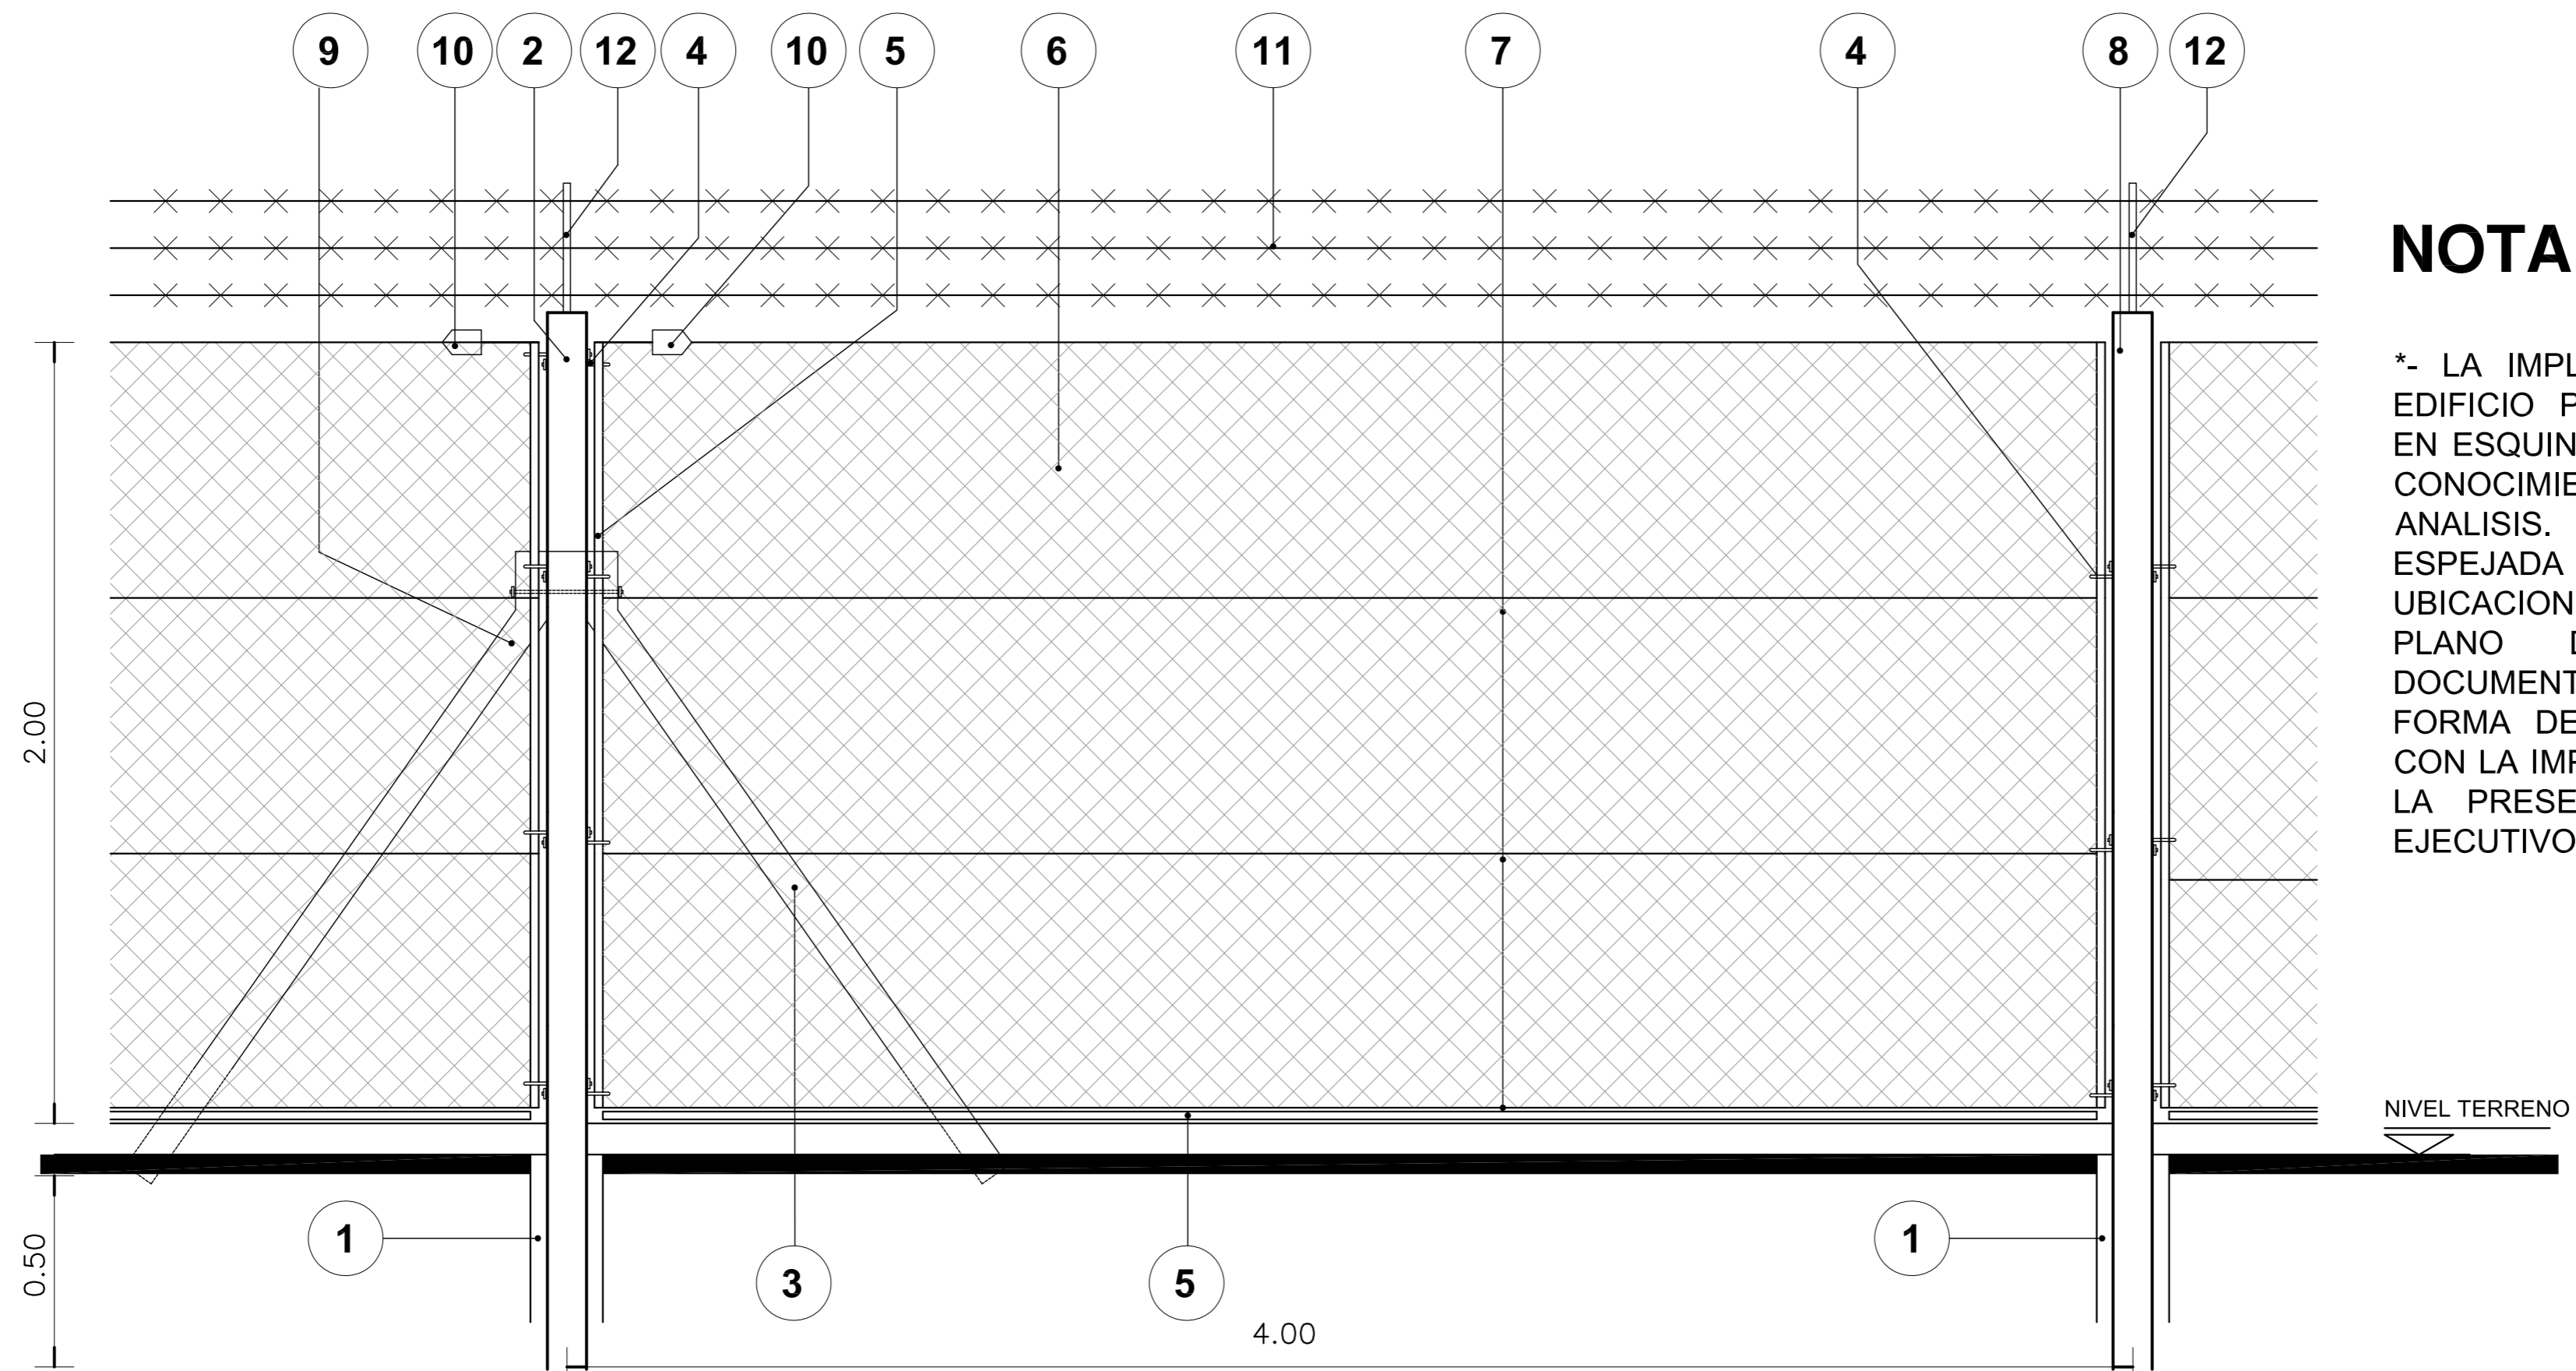 9 10 2 12 4 10 5 6 11 7 4 8 12
NOTA
*- LA IMPL
EDIFICIO P
EN ESQUIN
CONOCIMIE
ANALISIS.
ESPEJADA
UBICACION
PLANO
DOCUMENT
FORMA DE
CON LA IMP
LA PRESE
EJECUTIVO
2.00
NIVEL TERRENO
0.50
1 3 5 1
4.00